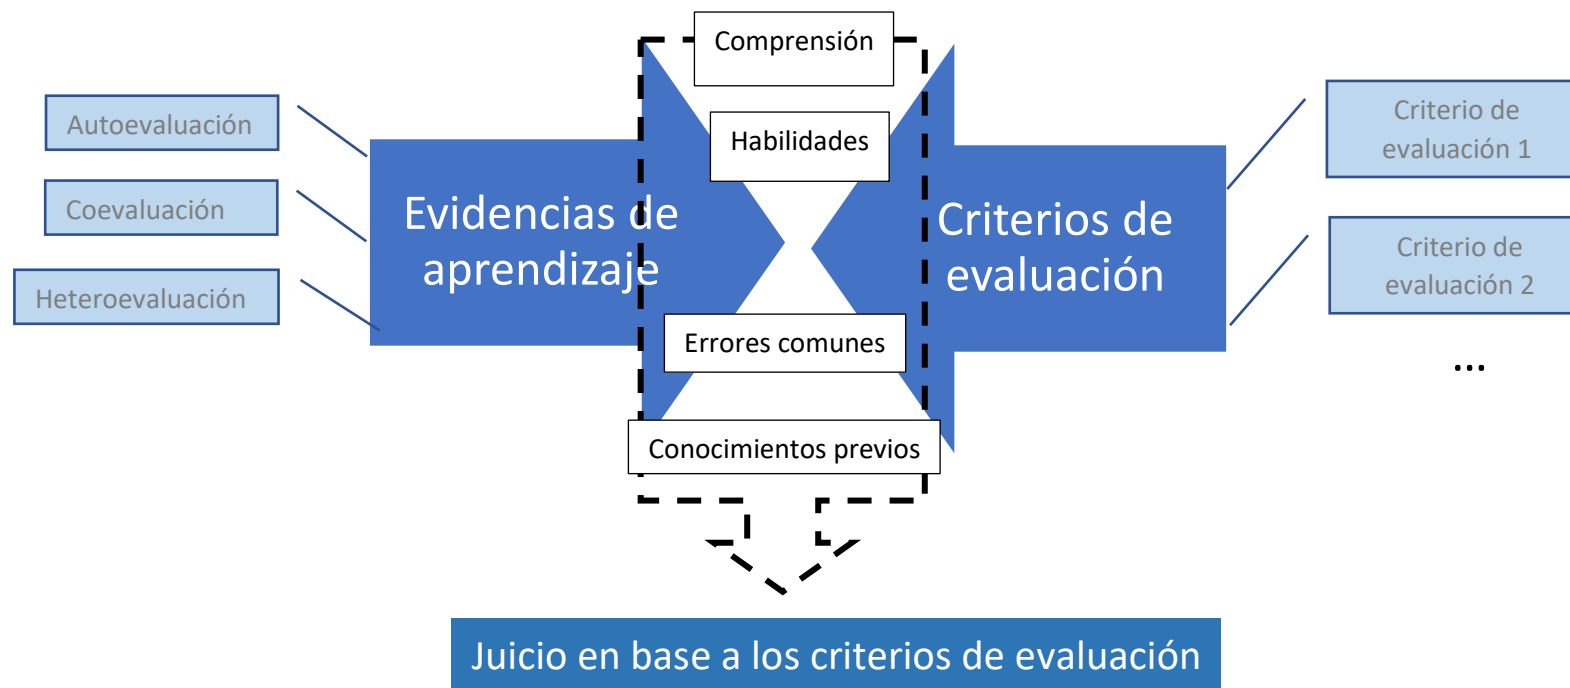 Comprensión
Habilidades
Autoevaluación
Coevaluación
Heteroevaluación
Evidencias de
aprendizaje
Criterios de
evaluación
Criterio de
evaluación 1
Criterio de
evaluación 2
...
Errores comunes
Conocimientos previos
Juicio en base a los criterios de evaluación